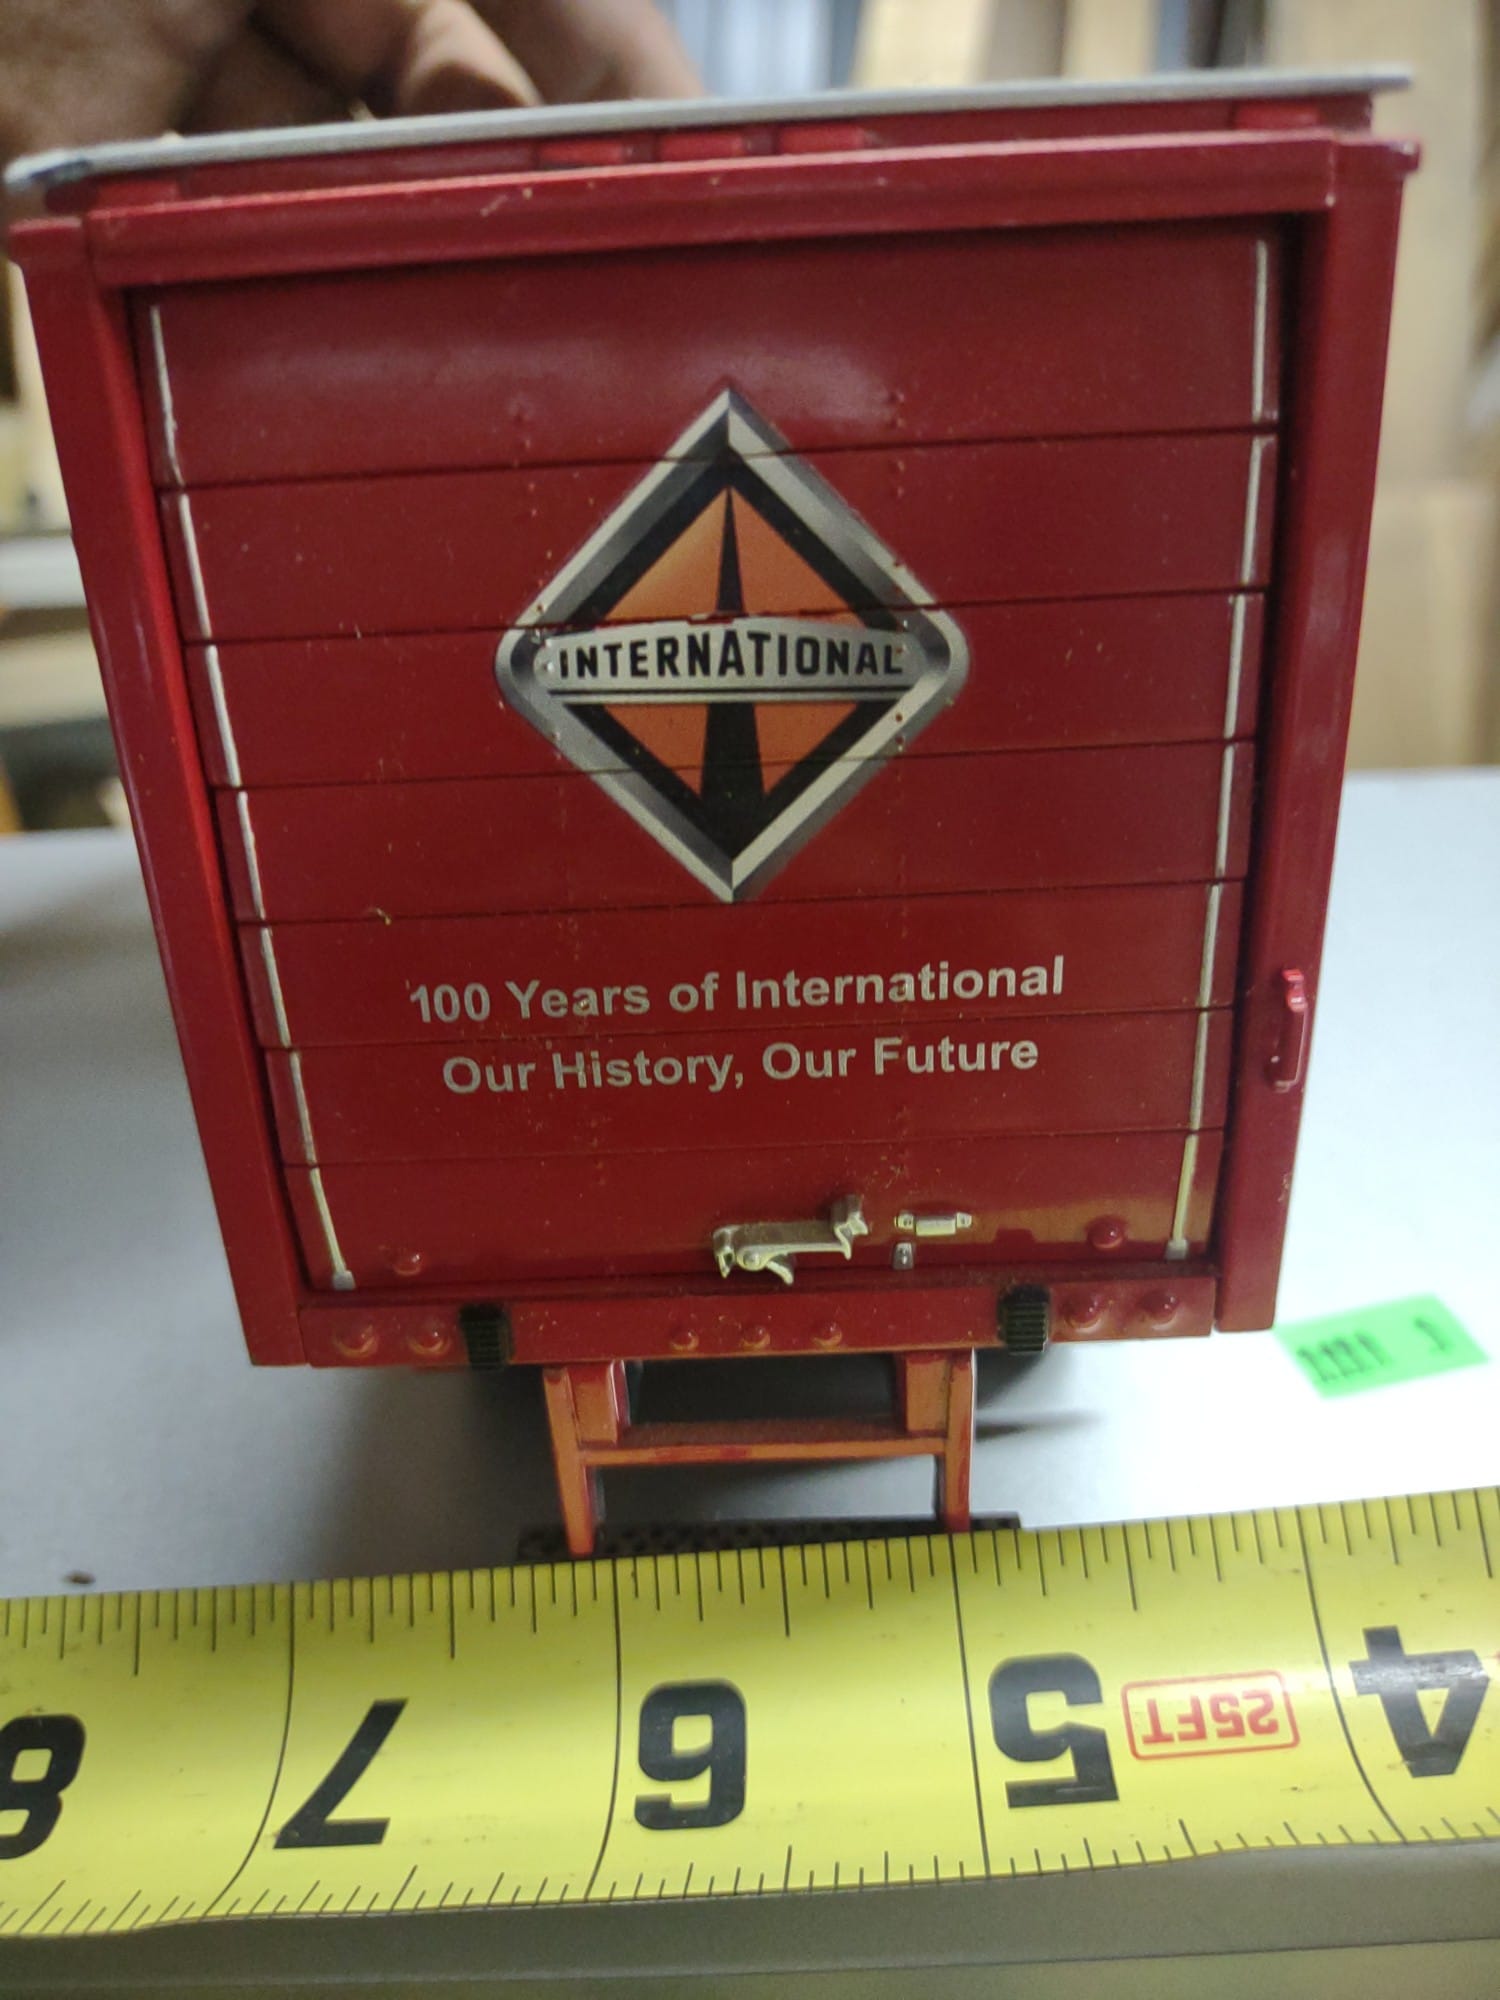 INTERNATIONAL
100 Years of International
Our History, Our Future
8 7 6 5 25FT 4